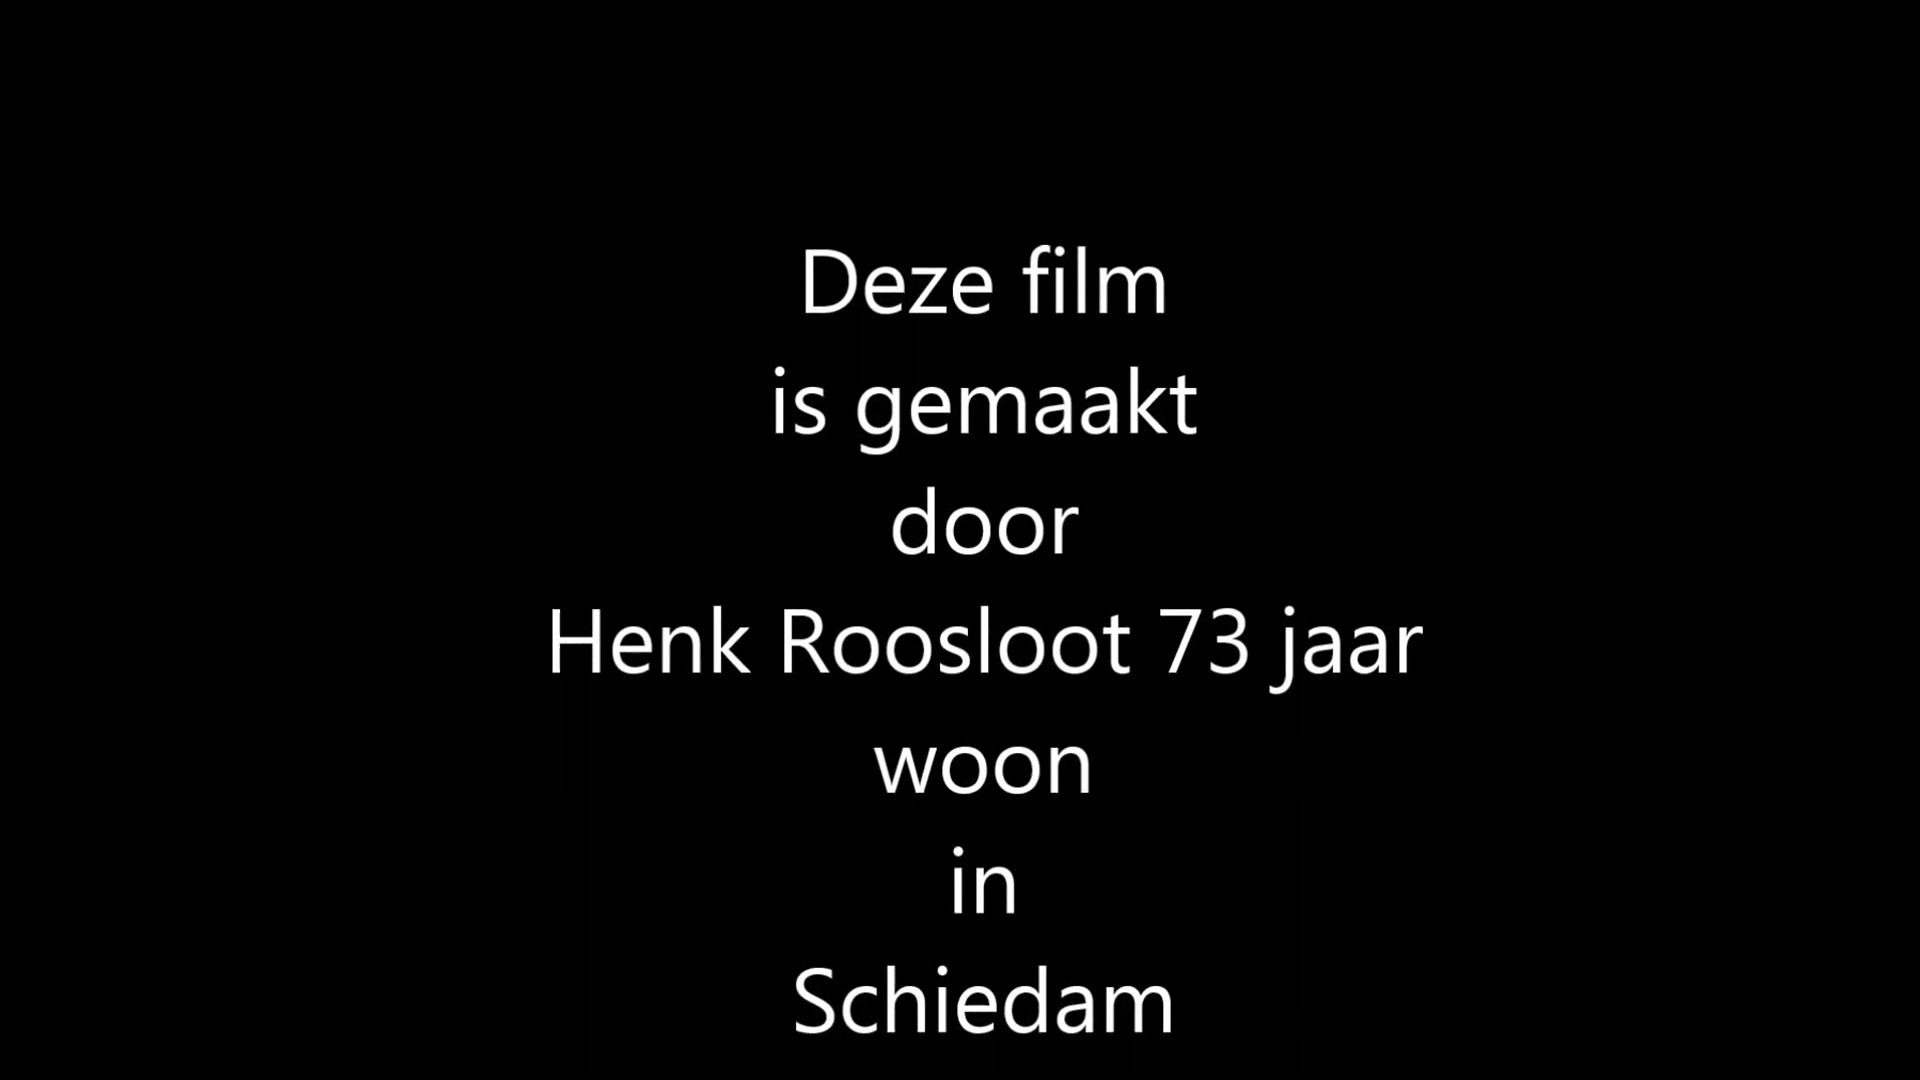 Deze film
is gemaakt
door
Henk Roosloot 73 jaar
woon
in
Schiedam